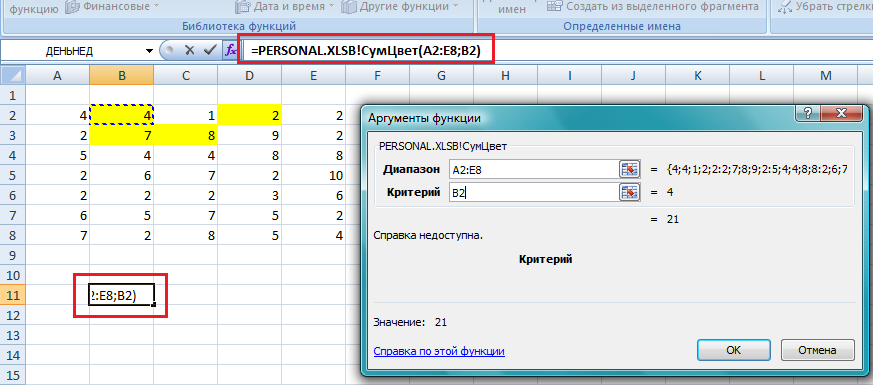 функцию Финансовые Дата и время Другие функции имен Создать из выделенного фрагмента Убрать стрелки
Библиотека функций Определенные имена
ДЕНЬНЕД fx =PERSONAL.XLSB!СумЦвет(A2:E8;B2)
A B C D E F G H I J K L M
1
2 4 4 1 2 2
3 2 7 8 9 2
4 5 4 4 8 8
5 2 6 7 2 10
6 2 2 2 3 6
7 6 5 7 5 2
8 7 2 8 5 4
9
10
11 2:E8;B2)
12
13
14
15
Аргументы функции
PERSONAL.XLSB!СумЦвет
Диапазон A2:E8 = {4;4;1;2;2:2;7;8;9;2:5;4;4;8;8:2;6;7
Критерий B2 = 4
= 21
Справка недоступна.
Критерий
Значение: 21
Справка по этой функции OK Отмена